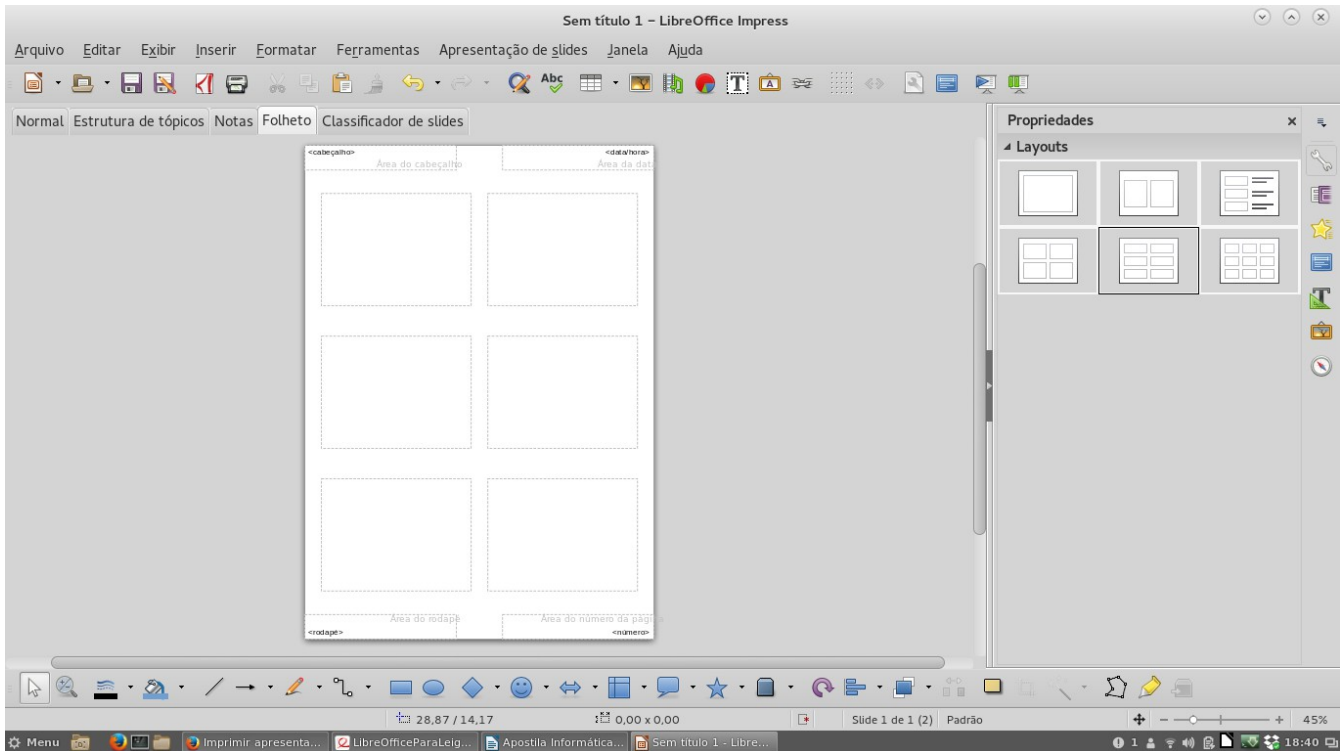 Sem título 1 – LibreOffice Impress
Arquivo Editar Exibir Inserir Formatar Ferramentas Apresentação de slides Janela Ajuda
Abc
T
A
Normal Estrutura de tópicos Notas Folheto Classificador de slides
Propriedades
Layouts
<cabeçalho>
<data/hora>
Área do cabeçalho
Área da data
Área do rodapé
Área do número da pági
<rodapé>
<número>
28,87 / 14,17
0,00 x 0,00
Slide 1 de 1 (2)
Padrão
45%
Menu
Imprimir apresenta...
LibreOfficeParaLeig...
Apostila Informática...
Sem título 1 - Libre...
1
18:40